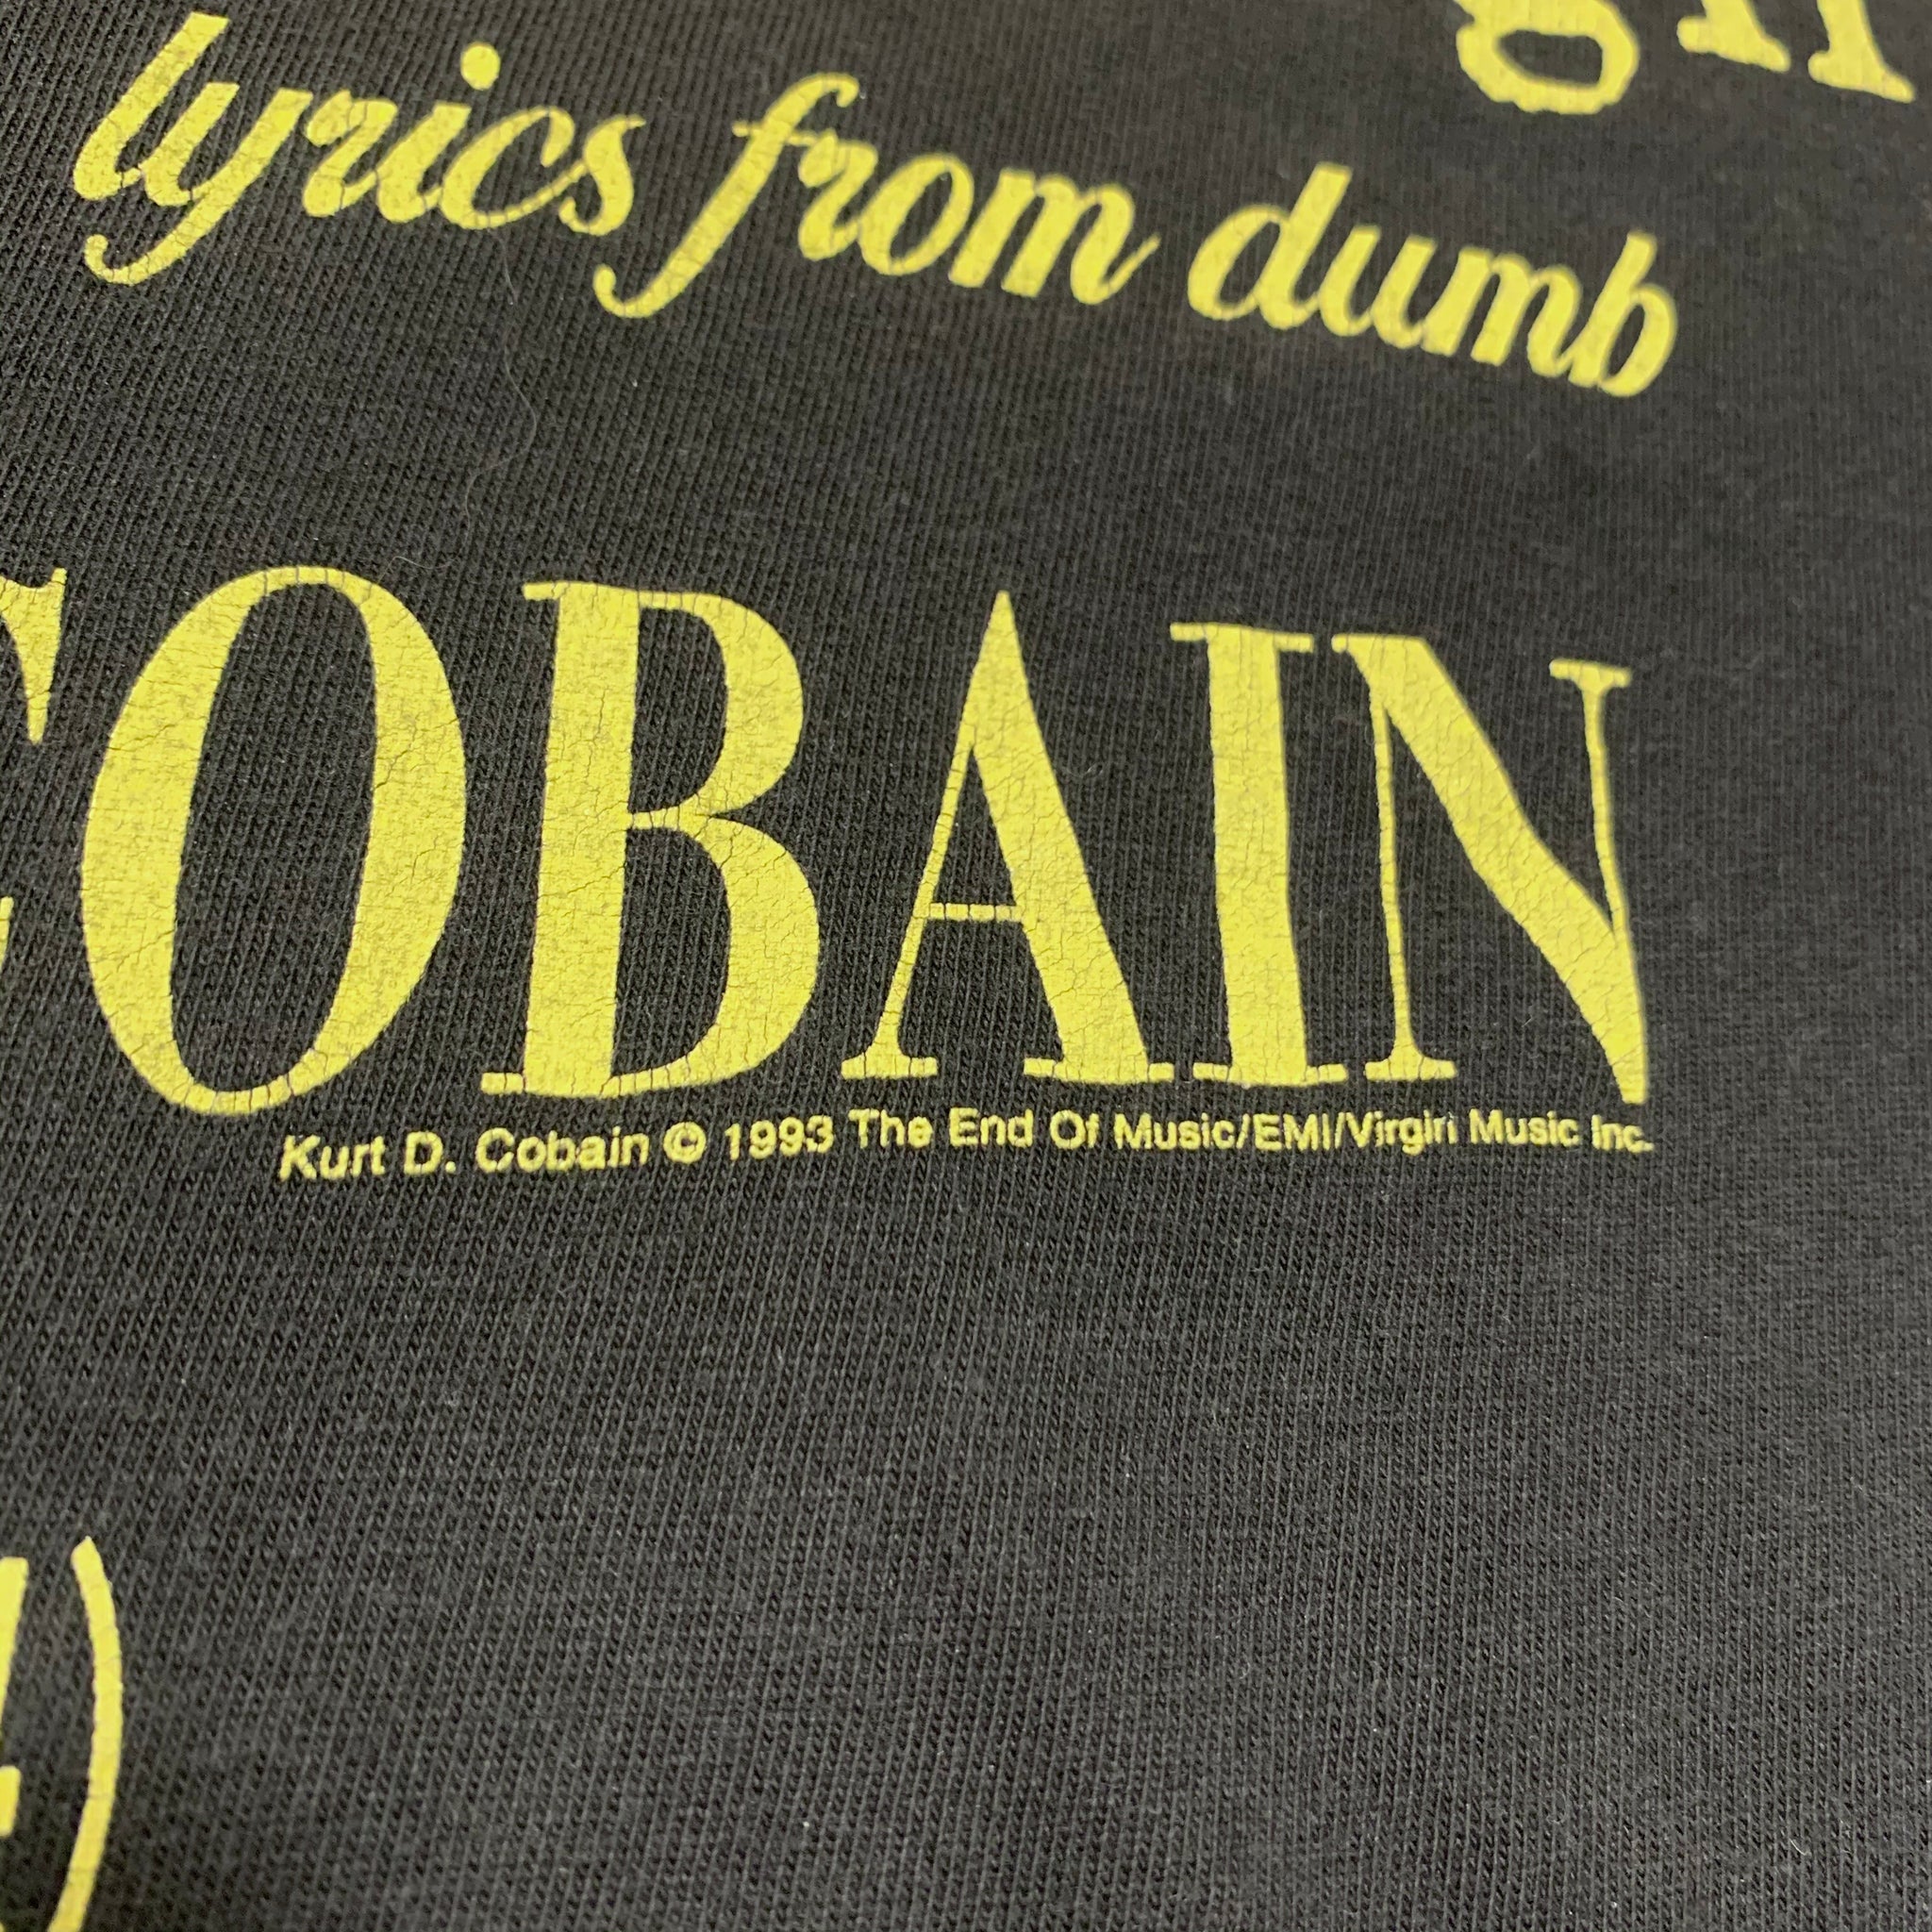 lyrics from dumb
COBAIN
Kurt D. Cobain © 1993 The End Of Music/EMI/Virgin Music Inc.